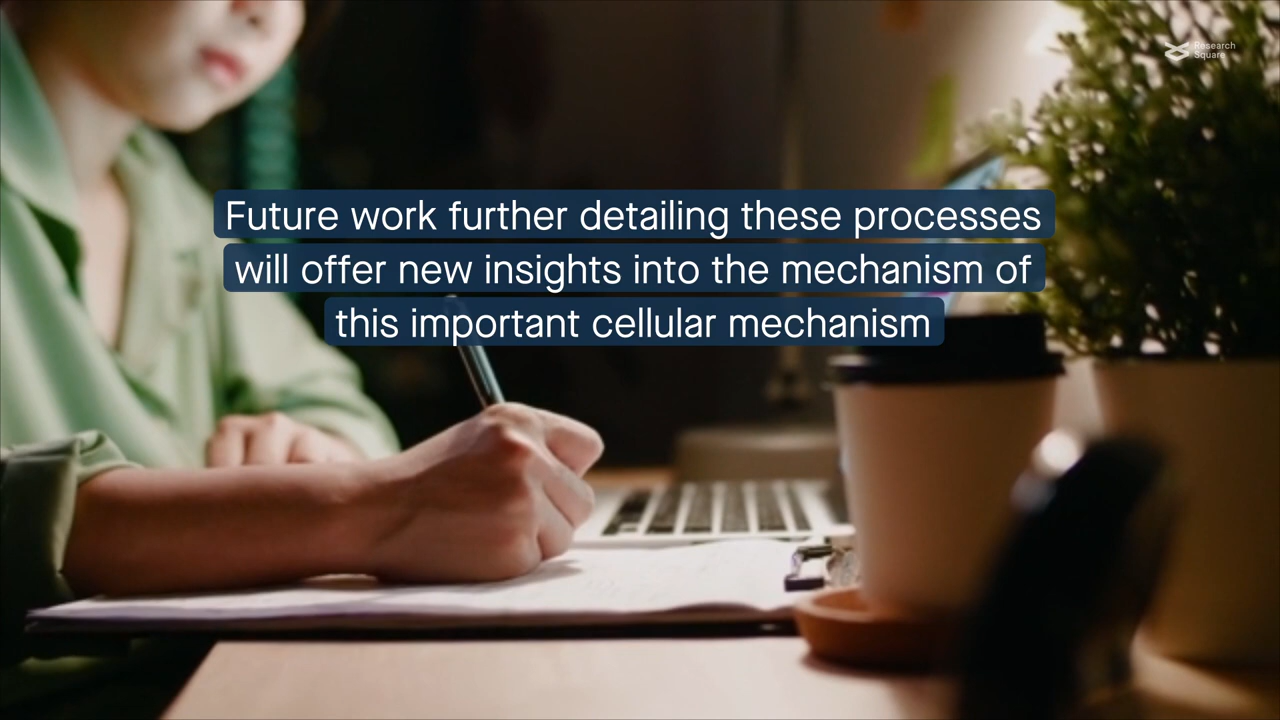 Research
Square
Future work further detailing these processes
will offer new insights into the mechanism of
this important cellular mechanism